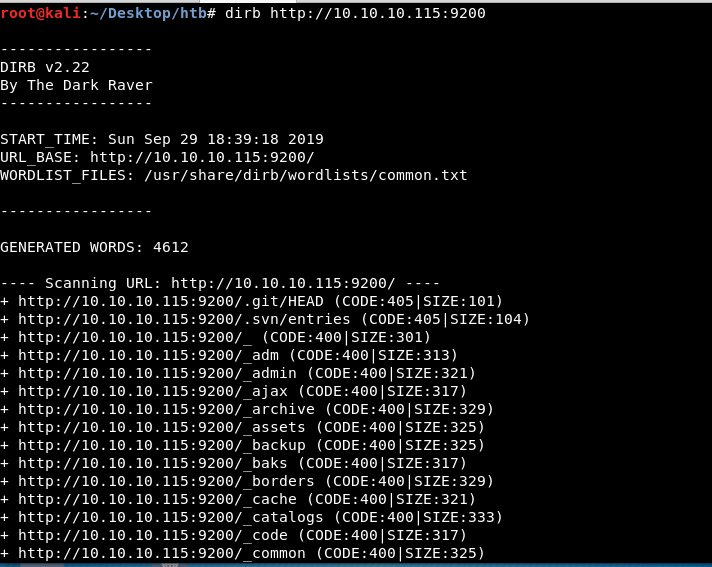 root@kali:~/Desktop/htb# dirb http://10.10.10.115:9200
-----------------
DIRB v2.22
By The Dark Raver
-----------------
START_TIME: Sun Sep 29 18:39:18 2019
URL_BASE: http://10.10.10.115:9200/
WORDLIST_FILES: /usr/share/dirb/wordlists/common.txt
-----------------
GENERATED WORDS: 4612
---- Scanning URL: http://10.10.10.115:9200/ ----
+ http://10.10.10.115:9200/.git/HEAD (CODE:405|SIZE:101)
+ http://10.10.10.115:9200/.svn/entries (CODE:405|SIZE:104)
+ http://10.10.10.115:9200/_ (CODE:400|SIZE:301)
+ http://10.10.10.115:9200/_adm (CODE:400|SIZE:313)
+ http://10.10.10.115:9200/_admin (CODE:400|SIZE:321)
+ http://10.10.10.115:9200/_ajax (CODE:400|SIZE:317)
+ http://10.10.10.115:9200/_archive (CODE:400|SIZE:329)
+ http://10.10.10.115:9200/_assets (CODE:400|SIZE:325)
+ http://10.10.10.115:9200/_backup (CODE:400|SIZE:325)
+ http://10.10.10.115:9200/_baks (CODE:400|SIZE:317)
+ http://10.10.10.115:9200/_borders (CODE:400|SIZE:329)
+ http://10.10.10.115:9200/_cache (CODE:400|SIZE:321)
+ http://10.10.10.115:9200/_catalogs (CODE:400|SIZE:333)
+ http://10.10.10.115:9200/_code (CODE:400|SIZE:317)
+ http://10.10.10.115:9200/_common (CODE:400|SIZE:325)